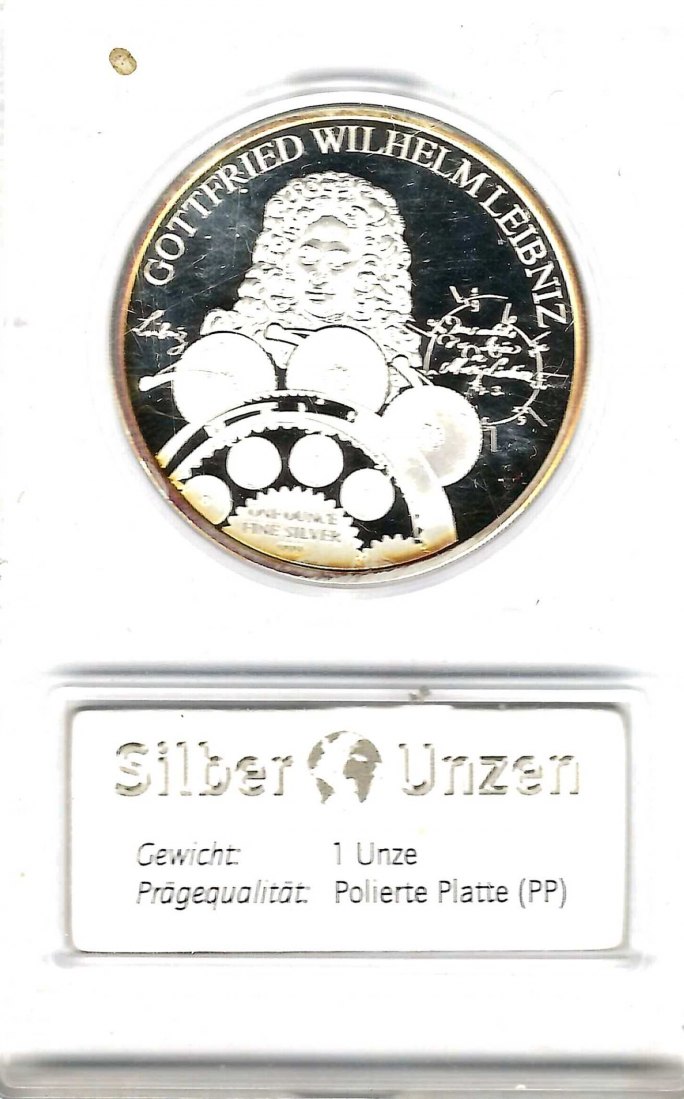 GOTTFRIED WILHELM LEIBNIZ
ONE OUNCE
FINE SILVER
Silber Unzen
Gewicht: 1 Unze
Prägequalität: Polierte Platte (PP)